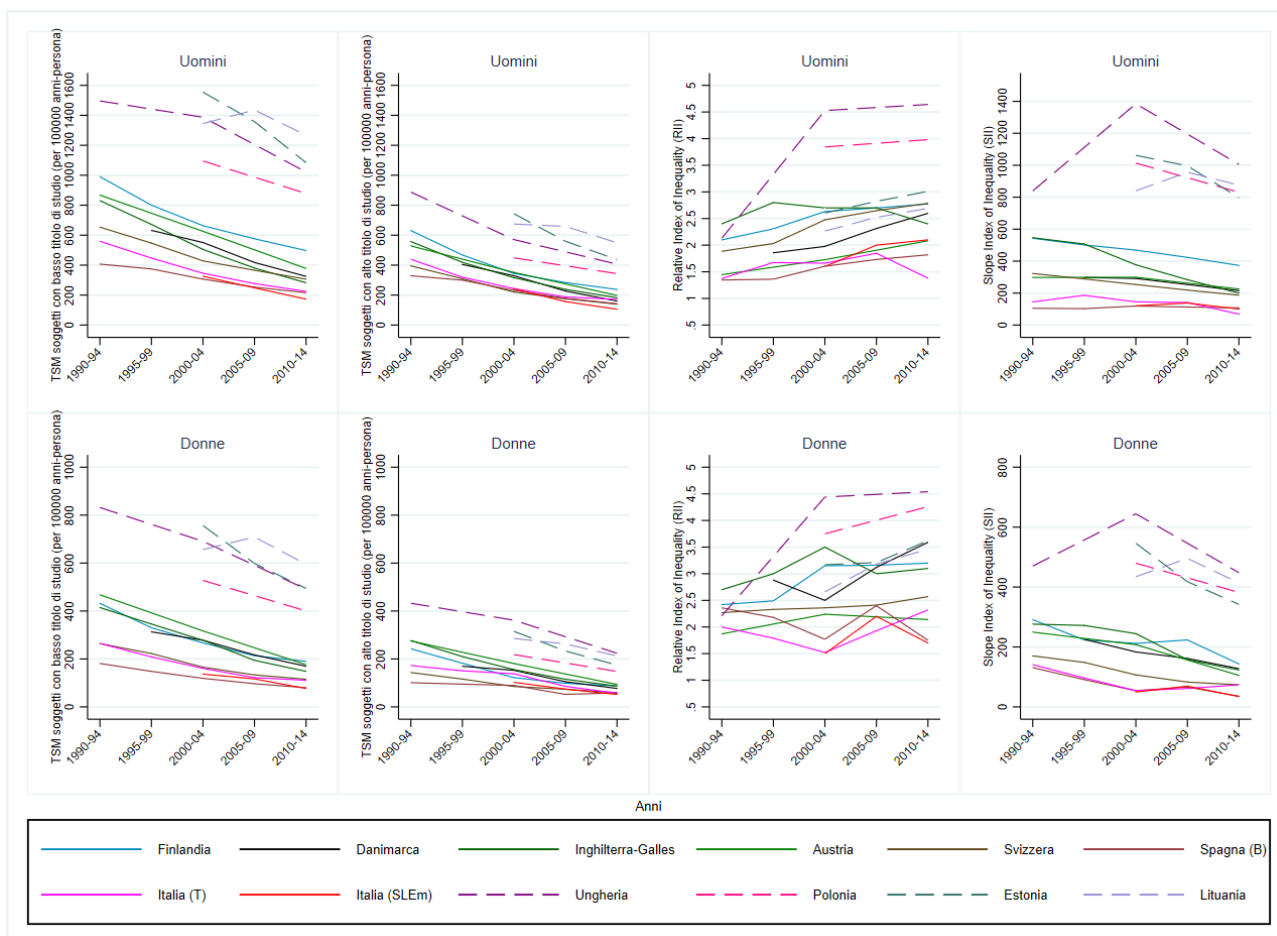 Uomini
TSM soggetti con basso titolo di studio (per 100000 anni-persona)
0 200 400 600 800 1000 1200 1400 1600
1990-94 1995-99 2000-04 2005-09 2010-14
Uomini
TSM soggetti con alto titolo di studio (per 100000 anni-persona)
0 200 400 600 800 1000 1200 1400 1600
1990-94 1995-99 2000-04 2005-09 2010-14
Uomini
Relative Index of Inequality (RII)
.5 1 1.5 2 2.5 3 3.5 4 4.5 5
1990-94 1995-99 2000-04 2005-09 2010-14
Uomini
Slope Index of Inequality (SII)
0 200 400 600 800 1000 1200 1400
1990-94 1995-99 2000-04 2005-09 2010-14
Donne
TSM soggetti con basso titolo di studio (per 100000 anni-persona)
0 200 400 600 800 1000
1990-94 1995-99 2000-04 2005-09 2010-14
Donne
TSM soggetti con alto titolo di studio (per 100000 anni-persona)
0 200 400 600 800 1000
1990-94 1995-99 2000-04 2005-09 2010-14
Donne
Relative Index of Inequality (RII)
.5 1 1.5 2 2.5 3 3.5 4 4.5 5
1990-94 1995-99 2000-04 2005-09 2010-14
Donne
Slope Index of Inequality (SII)
0 200 400 600 800
1990-94 1995-99 2000-04 2005-09 2010-14
Anni
Finlandia Danimarca Inghilterra-Galles Austria Svizzera Spagna (B)
Italia (T) Italia (SLEm) Ungheria Polonia Estonia Lituania